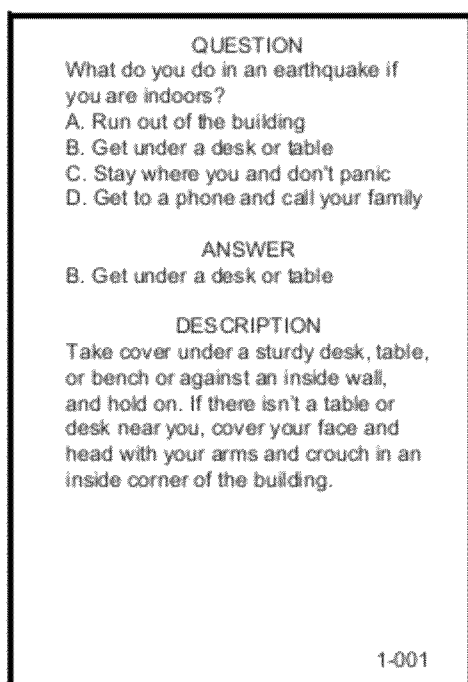 QUESTION
What do you do in an earthquake if
you are indoors?
A. Run out of the building
B. Get under a desk or table
C. Stay where you and don't panic
D. Get to a phone and call your family
ANSWER
B. Get under a desk or table
DESCRIPTION
Take cover under a sturdy desk, table,
or bench or against an inside wall,
and hold on. If there isn't a table or
desk near you, cover your face and
head with your arms and crouch in an
inside corner of the building.
1-001